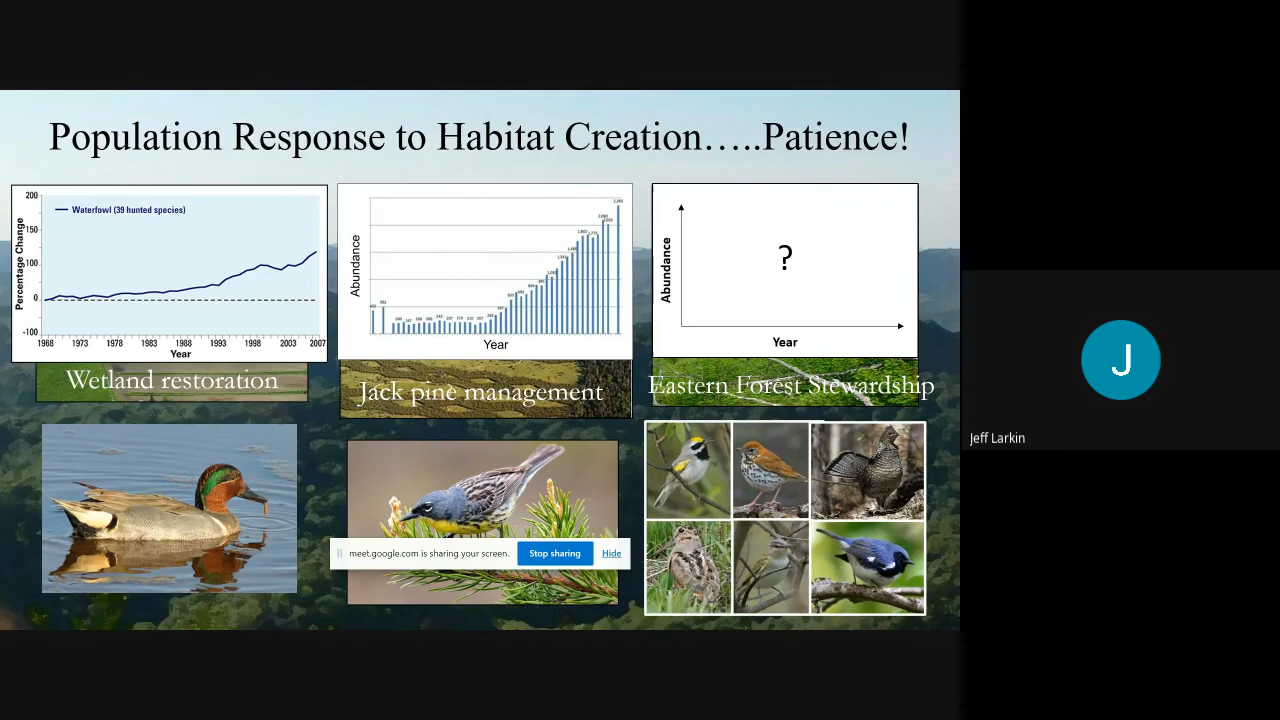 Population Response to Habitat Creation…..Patience!
200
150
100
0
-100
Percentage Change
Waterfowl (39 hunted species)
1968 1973 1978 1983 1988 1993 1998 2003 2007
Year
Wetland restoration
Abundance
Year
Jack pine management
Abundance
?
Year
Eastern Forest Stewardship
meet.google.com is sharing your screen.
Stop sharing
Hide
J
Jeff Larkin